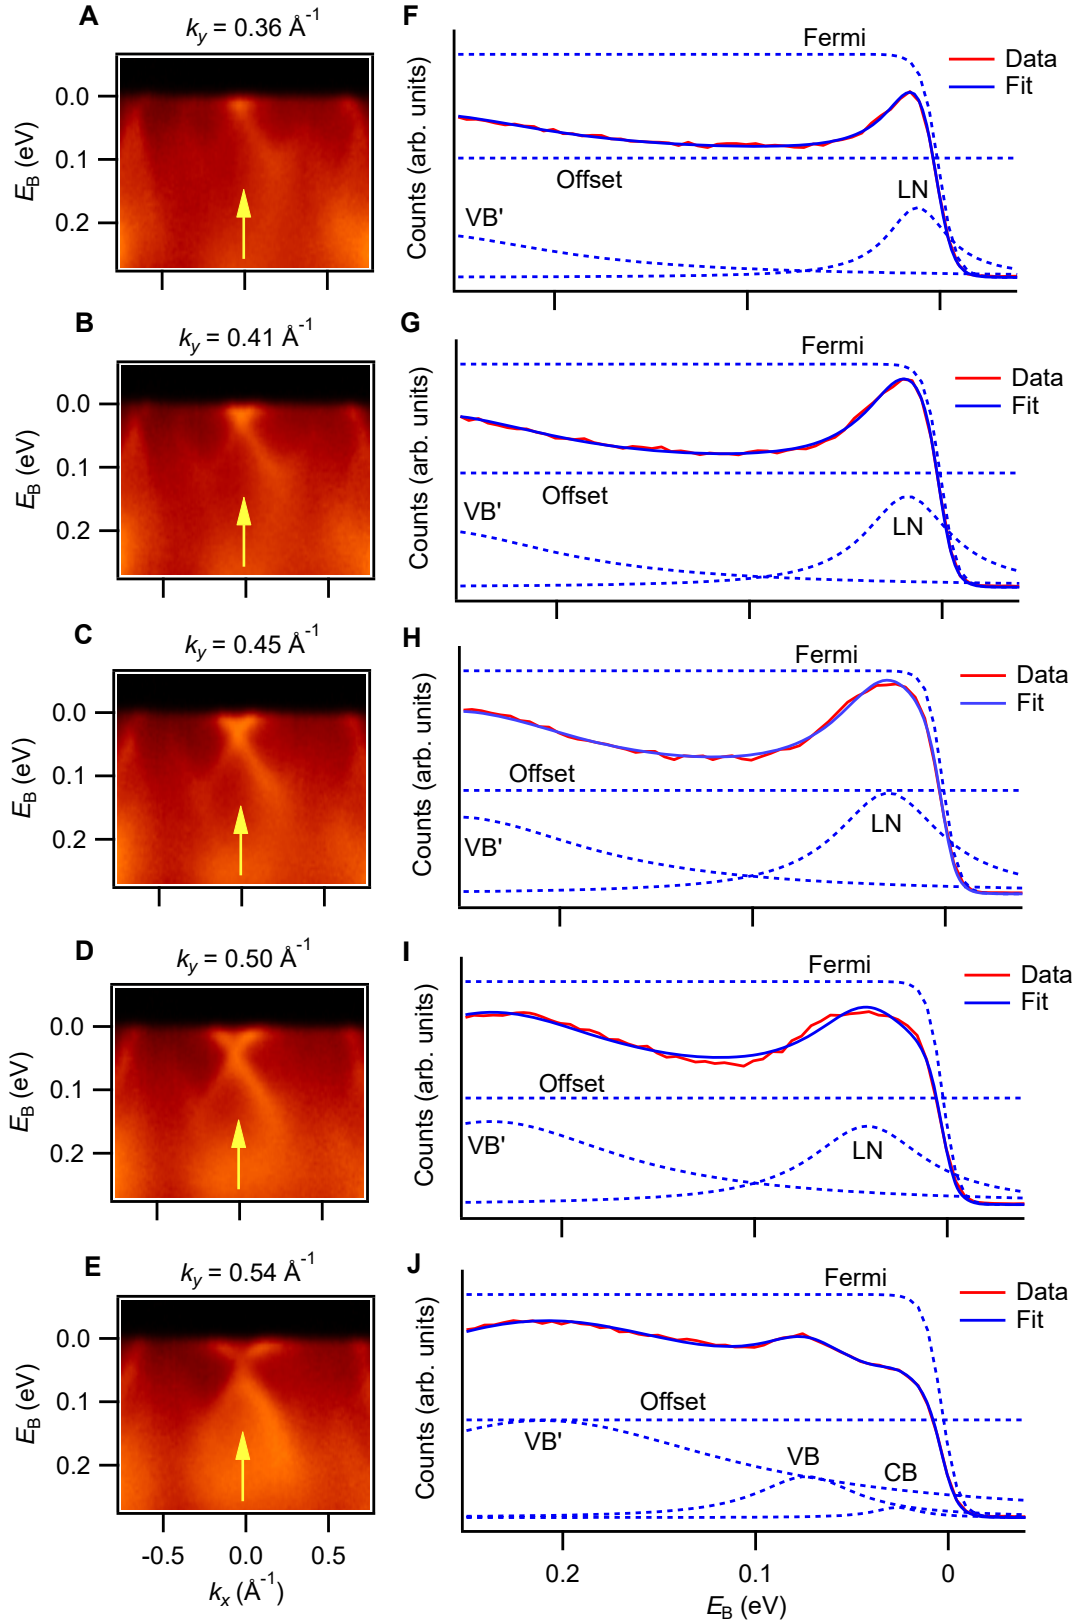 A
k_y = 0.36 Å⁻¹
0.0
0.1
0.2
E_B (eV)
F
Counts (arb. units)
Fermi
Data
Fit
Offset
LN
VB'
B
k_y = 0.41 Å⁻¹
0.0
0.1
0.2
E_B (eV)
G
Counts (arb. units)
Fermi
Data
Fit
Offset
VB'
LN
C
k_y = 0.45 Å⁻¹
0.0
0.1
0.2
E_B (eV)
H
Counts (arb. units)
Fermi
Data
Fit
Offset
LN
VB'
D
k_y = 0.50 Å⁻¹
0.0
0.1
0.2
E_B (eV)
I
Counts (arb. units)
Fermi
Data
Fit
Offset
VB'
LN
E
k_y = 0.54 Å⁻¹
0.0
0.1
0.2
E_B (eV)
-0.5 0.0 0.5
k_x (Å⁻¹)
J
Counts (arb. units)
Fermi
Data
Fit
Offset
VB'
VB
CB
0.2 0.1 0
E_B (eV)